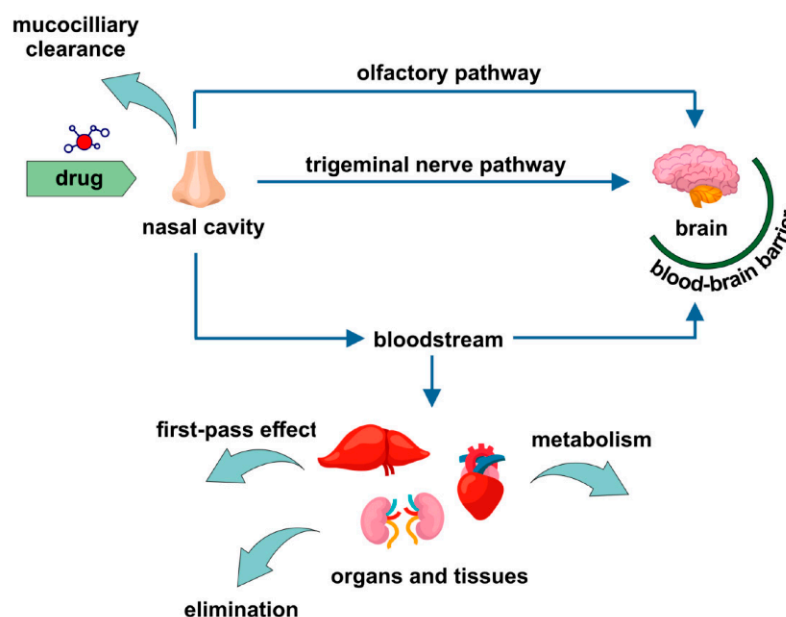 mucocilliary
clearance
olfactory pathway
drug
trigeminal nerve pathway
nasal cavity
brain
blood-brain barrier
bloodstream
first-pass effect
metabolism
organs and tissues
elimination